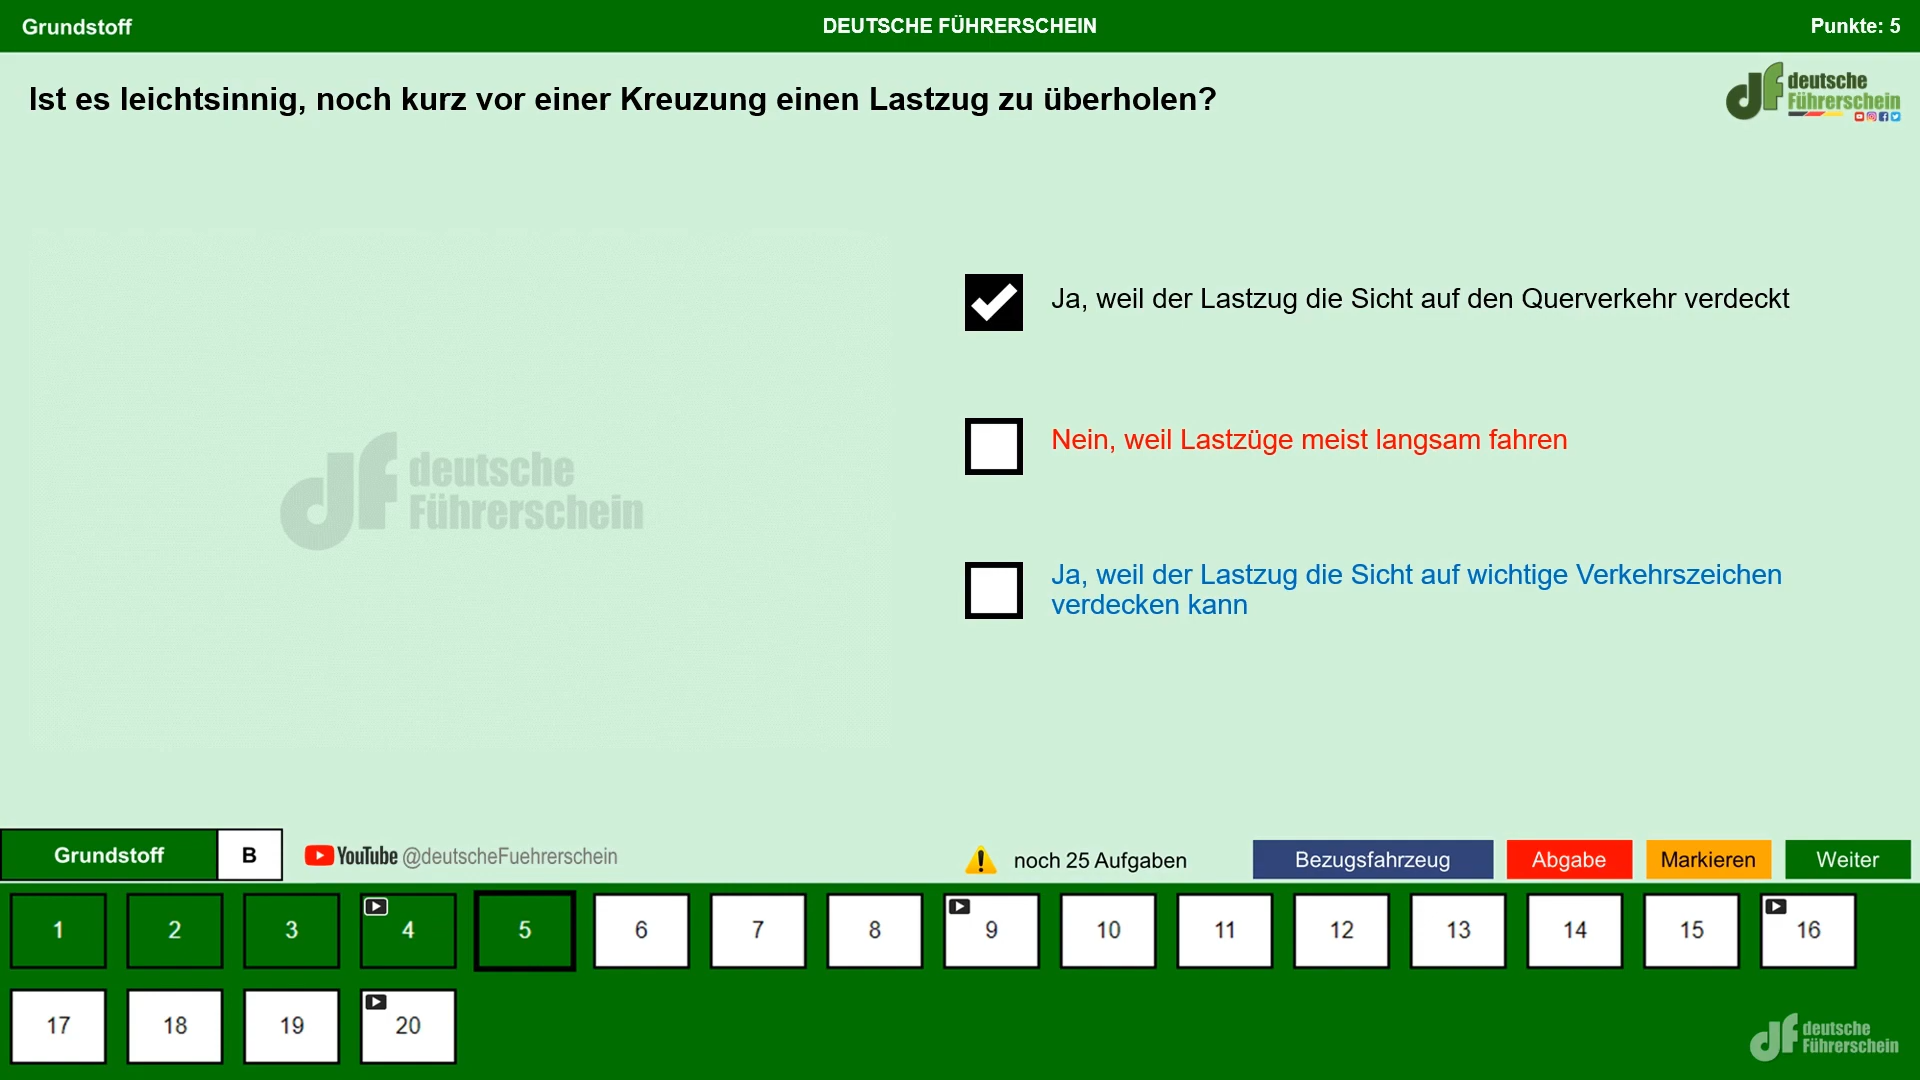 Grundstoff
DEUTSCHE FÜHRERSCHEIN
Punkte: 5
Ist es leichtsinnig, noch kurz vor einer Kreuzung einen Lastzug zu überholen?
deutsche
Führerschein
Ja, weil der Lastzug die Sicht auf den Querverkehr verdeckt
Nein, weil Lastzüge meist langsam fahren
Ja, weil der Lastzug die Sicht auf wichtige Verkehrszeichen
verdecken kann
df deutsche
Führerschein
Grundstoff B
YouTube @deutscheFuehrerschein
noch 25 Aufgaben
Bezugsfahrzeug
Abgabe
Markieren
Weiter
1 2 3 4 5 6 7 8 9 10 11 12 13 14 15 16
17 18 19 20
df deutsche
Führerschein